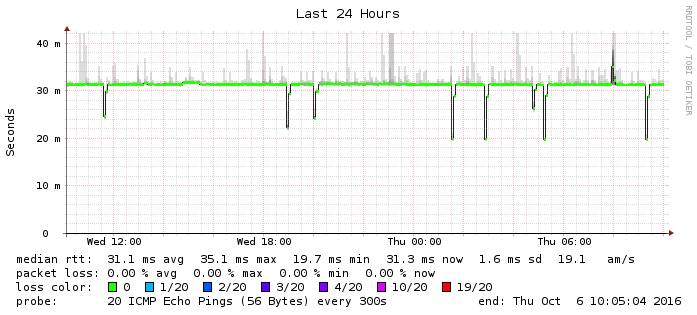 Last 24 Hours
RRDTOOL / TOBI OETIKER
Seconds
40 m
30 m
20 m
10 m
0
Wed 12:00 Wed 18:00 Thu 00:00 Thu 06:00
median rtt: 31.1 ms avg 35.1 ms max 19.7 ms min 31.3 ms now 1.6 ms sd 19.1 am/s
packet loss: 0.00 % avg 0.00 % max 0.00 % min 0.00 % now
loss color: 0 1/20 2/20 3/20 4/20 10/20 19/20
probe: 20 ICMP Echo Pings (56 Bytes) every 300s end: Thu Oct 6 10:05:04 2016